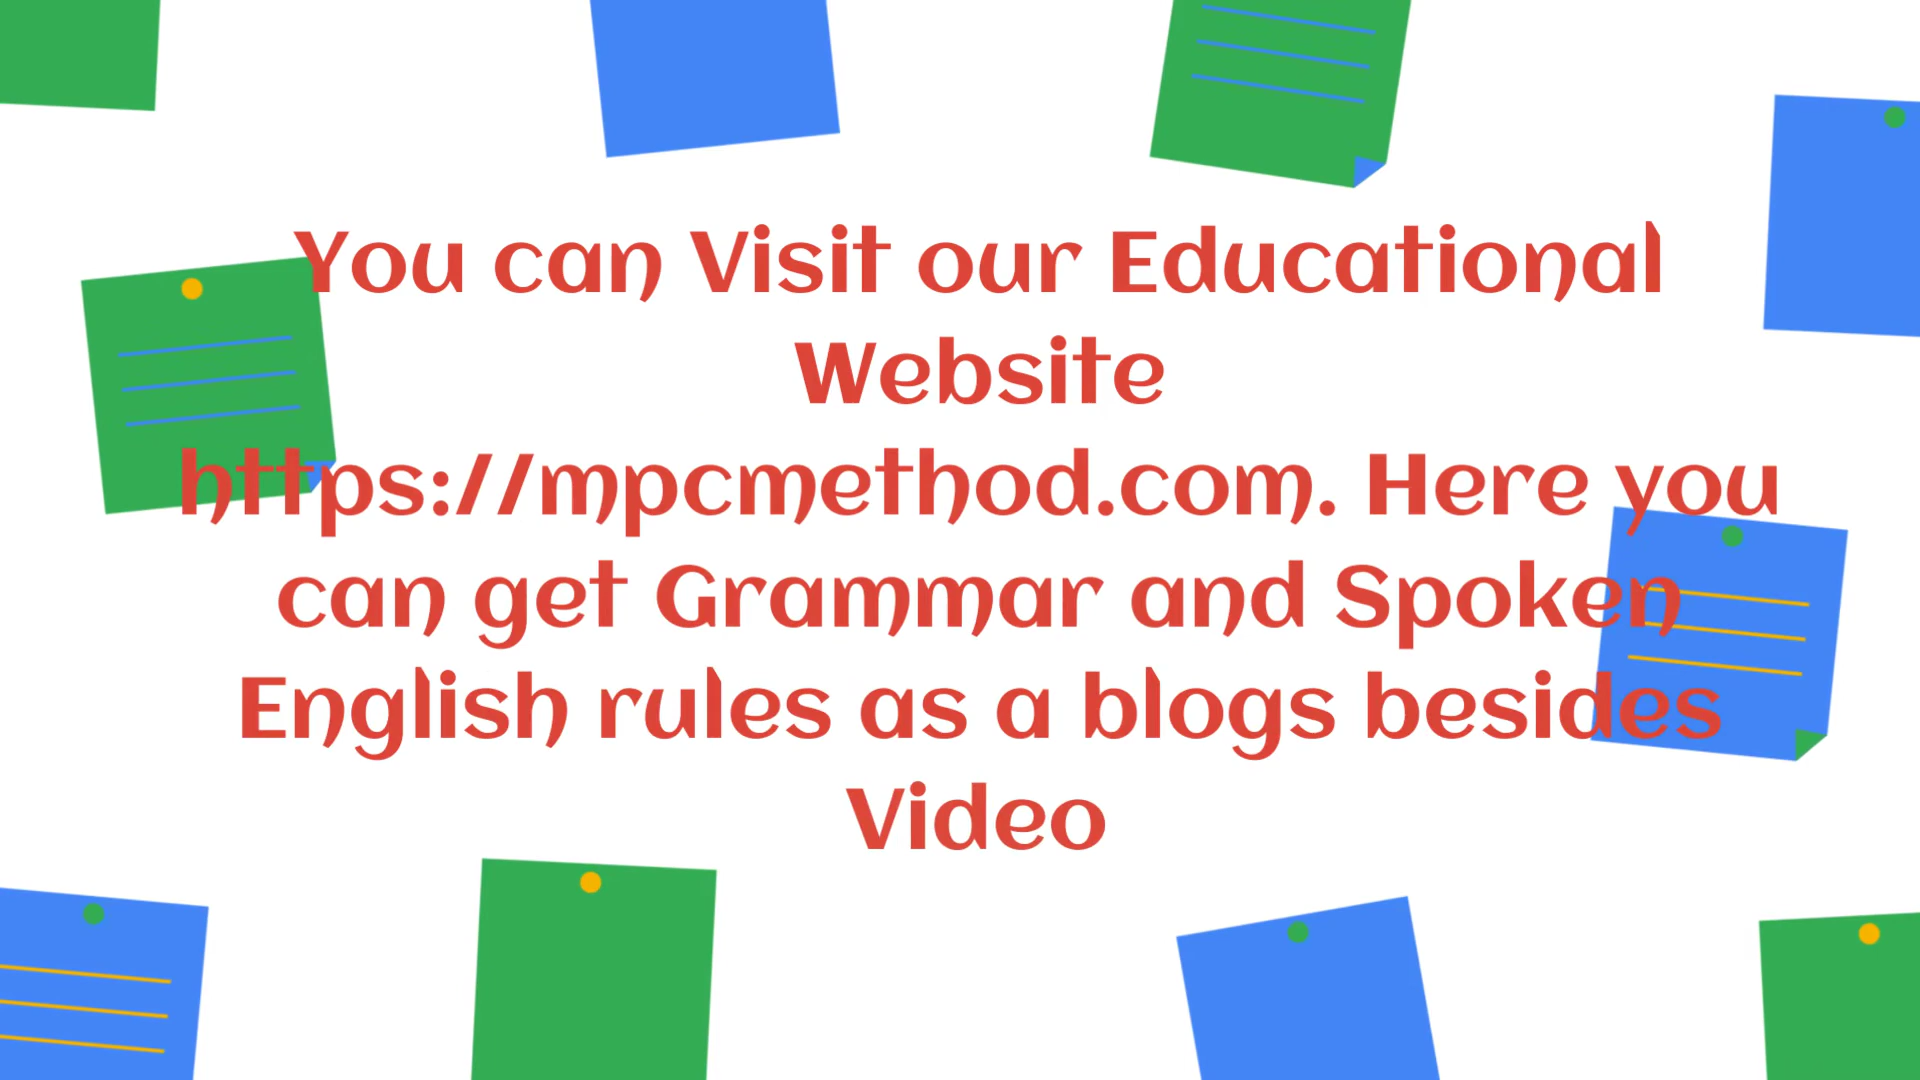 You can Visit our Educational
Website
https://mpcmethod.com. Here you
can get Grammar and Spoken
English rules as a blogs besides
Video